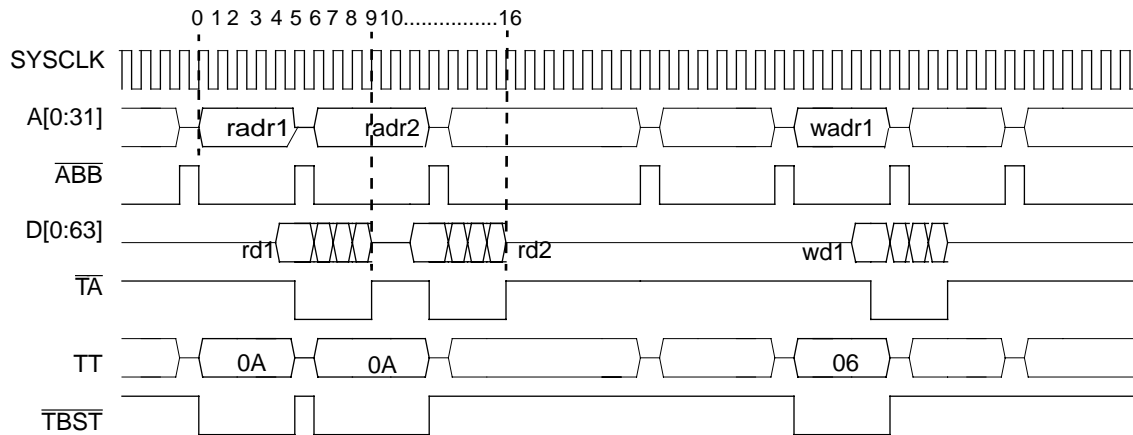 0 1 2 3 4 5 6 7 8 9 10................16
SYSCLK
A[0:31] radr1 radr2 wadr1
ABB
D[0:63] rd1 rd2 wd1
TA
TT 0A 0A 06
TBST